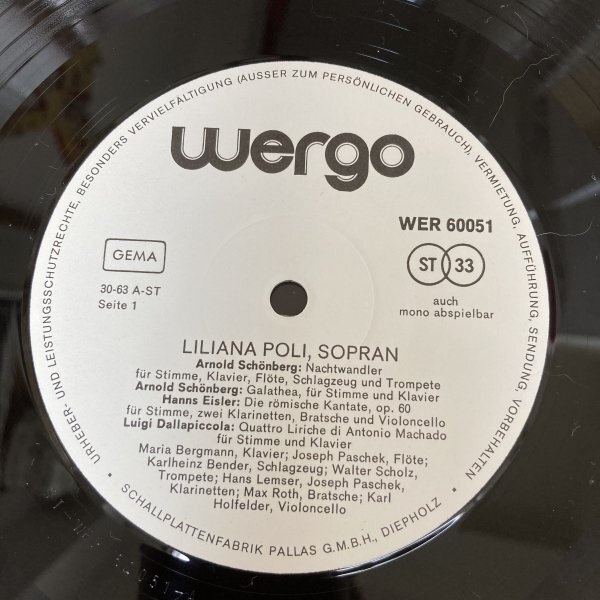 URHEBER- UND LEISTUNGSSCHUTZRECHTE, BESONDERS VERVIELFÄLTIGUNG (AUSSER ZUM PERSÖNLICHEN GEBRAUCH), VERMIETUNG, AUFFÜHRUNG, SENDUNG, VORBEHALTEN
wergo
WER 60051
GEMA
ST 33
30-63 A-ST
Seite 1
auch
mono abspielbar
LILIANA POLI, SOPRAN
Arnold Schönberg: Nachtwandler
für Stimme, Klavier, Flöte, Schlagzeug und Trompete
Arnold Schönberg: Galathea, für Stimme und Klavier
Hanns Eisler: Die römische Kantate, op. 60
für Stimme, zwei Klarinetten, Bratsche und Violoncello
Luigi Dallapiccola: Quattro Liriche di Antonio Machado
für Stimme und Klavier
Maria Bergmann, Klavier; Joseph Paschek, Flöte;
Karlheinz Bender, Schlagzeug; Walter Scholz,
Trompete; Hans Lemser, Joseph Paschek,
Klarinetten; Max Roth, Bratsche; Karl
Holfelder, Violoncello
• SCHALLPLATTENFABRIK PALLAS G.M.B.H., DIEPHOLZ •